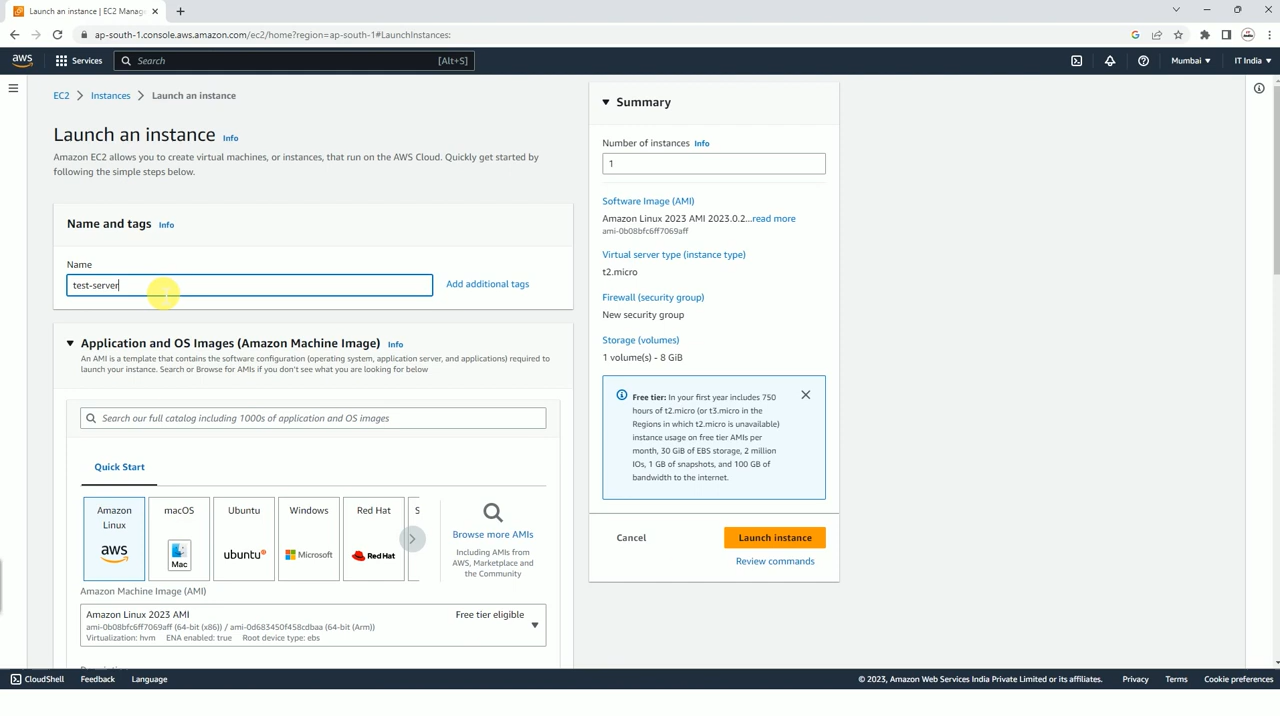 Launch an instance | EC2 Manag
ap-south-1.console.aws.amazon.com/ec2/home?region=ap-south-1#LaunchInstances:
aws
Services
Search
[Alt+S]
Mumbai
IT India
EC2
Instances
Launch an instance
Launch an instance
Info
Amazon EC2 allows you to create virtual machines, or instances, that run on the AWS Cloud. Quickly get started by
following the simple steps below.
Name and tags
Info
Name
test-server
Add additional tags
Application and OS Images (Amazon Machine Image)
Info
An AMI is a template that contains the software configuration (operating system, application server, and applications) required to
launch your instance. Search or Browse for AMIs if you don't see what you are looking for below
Search our full catalog including 1000s of application and OS images
Quick Start
Amazon
Linux
aws
macOS
Mac
Ubuntu
ubuntu
Windows
Microsoft
Red Hat
Red Hat
S
Browse more AMIs
Including AMIs from
AWS, Marketplace and
the Community
Amazon Machine Image (AMI)
Amazon Linux 2023 AMI
Free tier eligible
ami-0b08bfc6ff7069aff (64-bit (x86)) / ami-0d683450f458cdbaa (64-bit (Arm))
Virtualization: hvm ENA enabled: true Root device type: ebs
Summary
Number of instances
Info
1
Software Image (AMI)
Amazon Linux 2023 AMI 2023.0.2...read more
ami-0b08bfc6ff7069aff
Virtual server type (instance type)
t2.micro
Firewall (security group)
New security group
Storage (volumes)
1 volume(s) - 8 GiB
Free tier: In your first year includes 750
hours of t2.micro (or t3.micro in the
Regions in which t2.micro is unavailable)
instance usage on free tier AMIs per
month, 30 GiB of EBS storage, 2 million
IOs, 1 GB of snapshots, and 100 GB of
bandwidth to the internet.
Cancel
Launch instance
Review commands
CloudShell
Feedback
Language
© 2023, Amazon Web Services India Private Limited or its affiliates.
Privacy
Terms
Cookie preferences